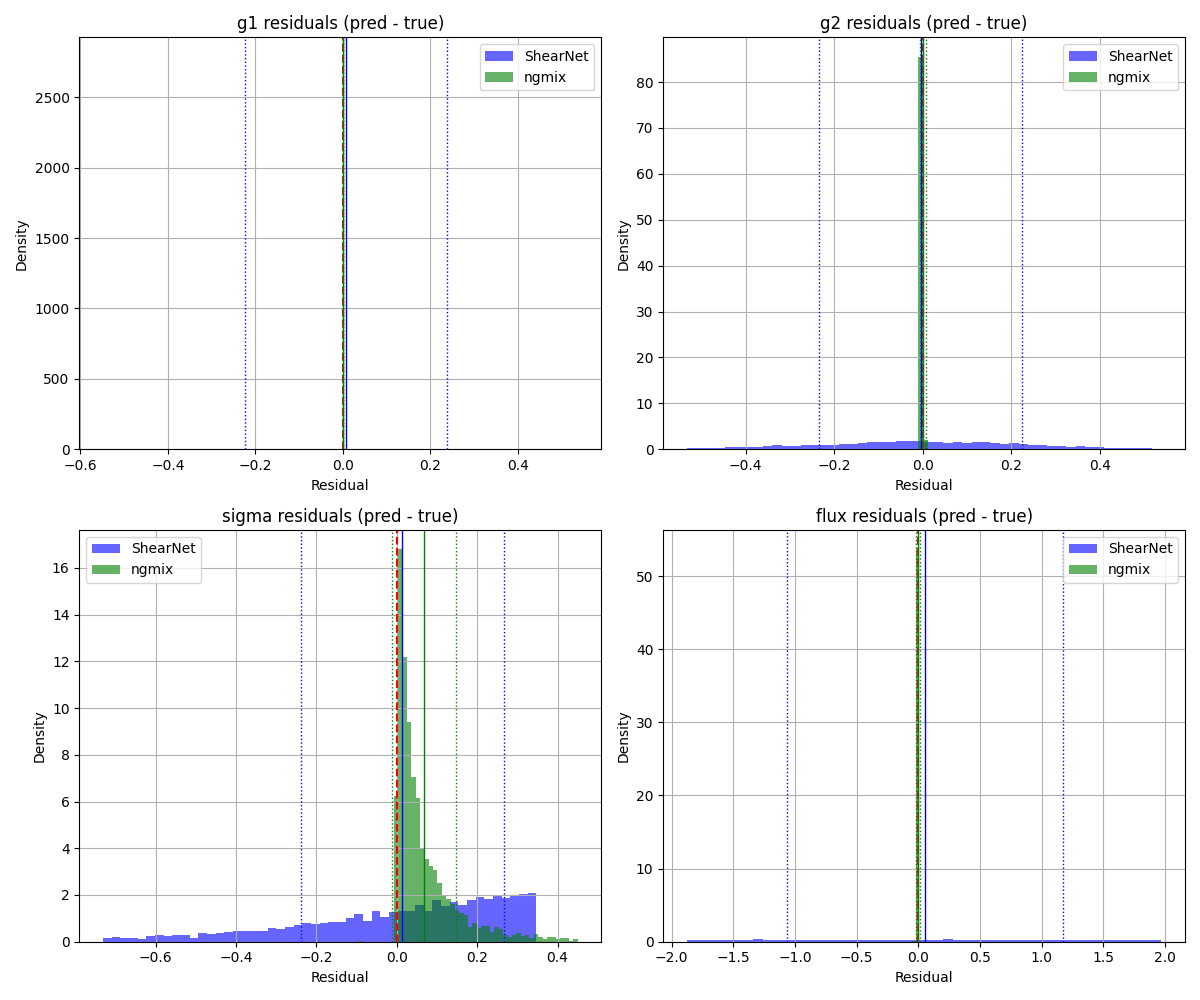 g1 residuals (pred - true)
ShearNet
ngmix
Density
2500
2000
1500
1000
500
0
−0.6
−0.4
−0.2
0.0
0.2
0.4
Residual
g2 residuals (pred - true)
ShearNet
ngmix
Density
80
70
60
50
40
30
20
10
0
−0.4
−0.2
0.0
0.2
0.4
Residual
sigma residuals (pred - true)
ShearNet
ngmix
Density
16
14
12
10
8
6
4
2
0
−0.6
−0.4
−0.2
0.0
0.2
0.4
Residual
flux residuals (pred - true)
ShearNet
ngmix
Density
50
40
30
20
10
0
−2.0
−1.5
−1.0
−0.5
0.0
0.5
1.0
1.5
2.0
Residual